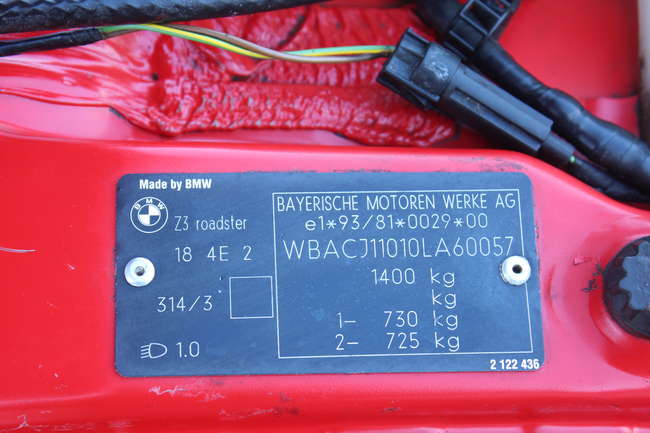 Made by BMW
BMW
Z3 roadster
18 4E 2
314/3
1.0
BAYERISCHE MOTOREN WERKE AG
e1*93/81*0029*00
WBACJ11010LA60057
1400 kg
kg
1- 730 kg
2- 725 kg
2 122 436